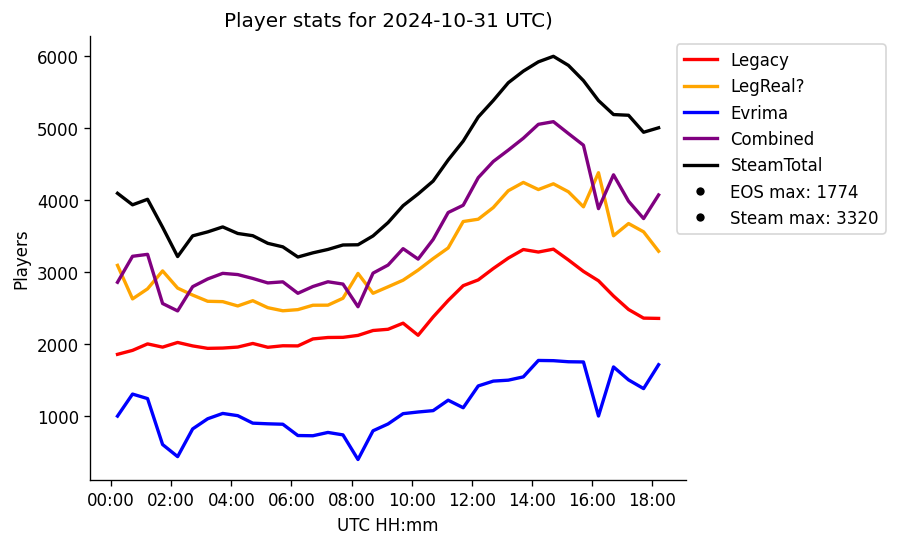 Player stats for 2024-10-31 UTC)
Players
6000
5000
4000
3000
2000
1000
00:00 02:00 04:00 06:00 08:00 10:00 12:00 14:00 16:00 18:00
UTC HH:mm
Legacy
LegReal?
Evrima
Combined
SteamTotal
EOS max: 1774
Steam max: 3320